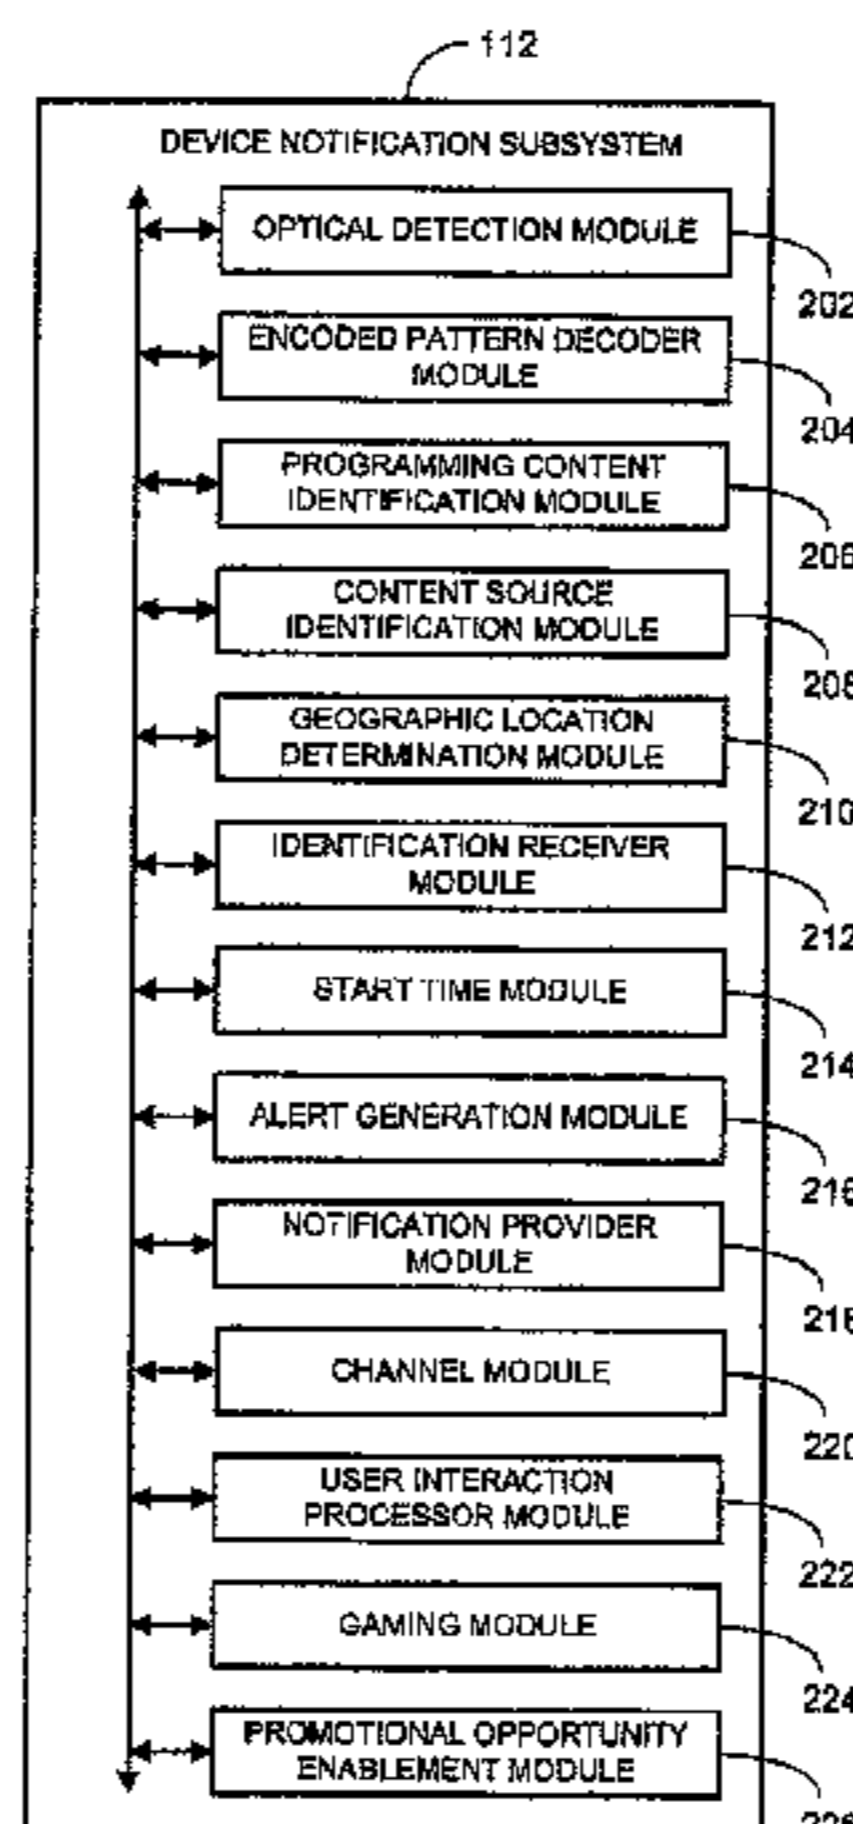 112
DEVICE NOTIFICATION SUBSYSTEM
OPTICAL DETECTION MODULE
202
ENCODED PATTERN DECODER
MODULE
204
PROGRAMMING CONTENT
IDENTIFICATION MODULE
206
CONTENT SOURCE
IDENTIFICATION MODULE
208
GEOGRAPHIC LOCATION
DETERMINATION MODULE
210
IDENTIFICATION RECEIVER
MODULE
212
START TIME MODULE
214
ALERT GENERATION MODULE
216
NOTIFICATION PROVIDER
MODULE
218
CHANNEL MODULE
220
USER INTERACTION
PROCESSOR MODULE
222
GAMING MODULE
224
PROMOTIONAL OPPORTUNITY
ENABLEMENT MODULE
226